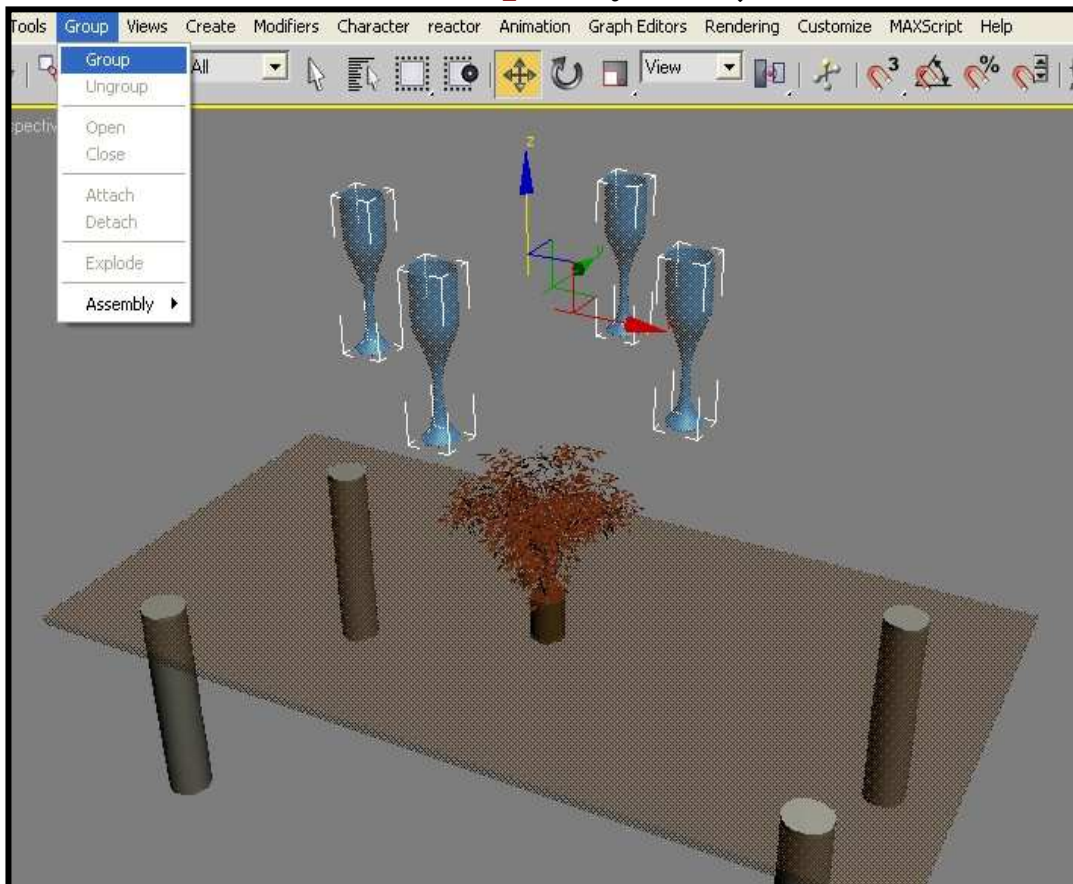 Tools Group Views Create Modifiers Character reactor Animation Graph Editors Rendering Customize MAXScript Help
All View 3 %
Group
Ungroup
Open
Close
Attach
Detach
Explode
Assembly
z
y